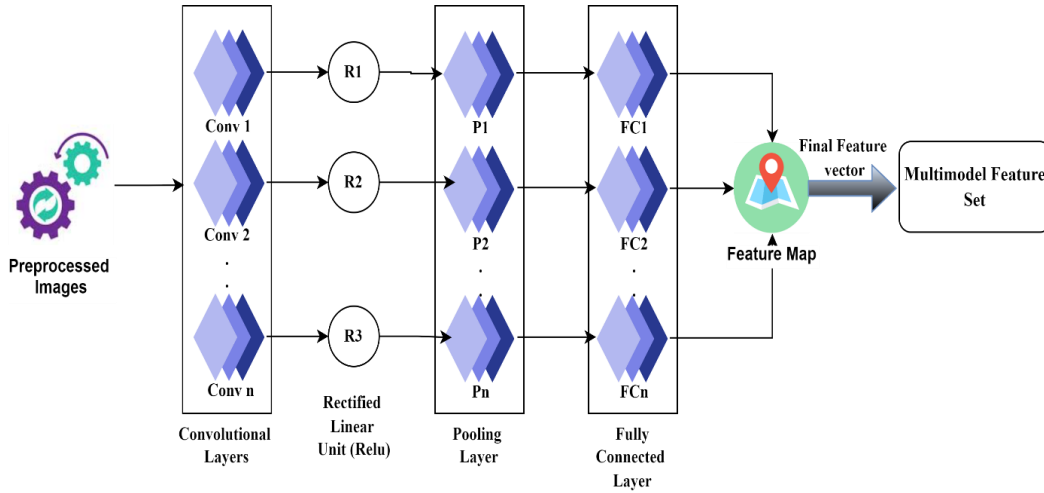 Preprocessed
Images
Conv 1
Conv 2
Conv n
Convolutional
Layers
R1
R2
R3
Rectified
Linear
Unit (Relu)
P1
P2
Pn
Pooling
Layer
FC1
FC2
FCn
Fully
Connected
Layer
Feature Map
Final Feature
vector
Multimodel Feature
Set